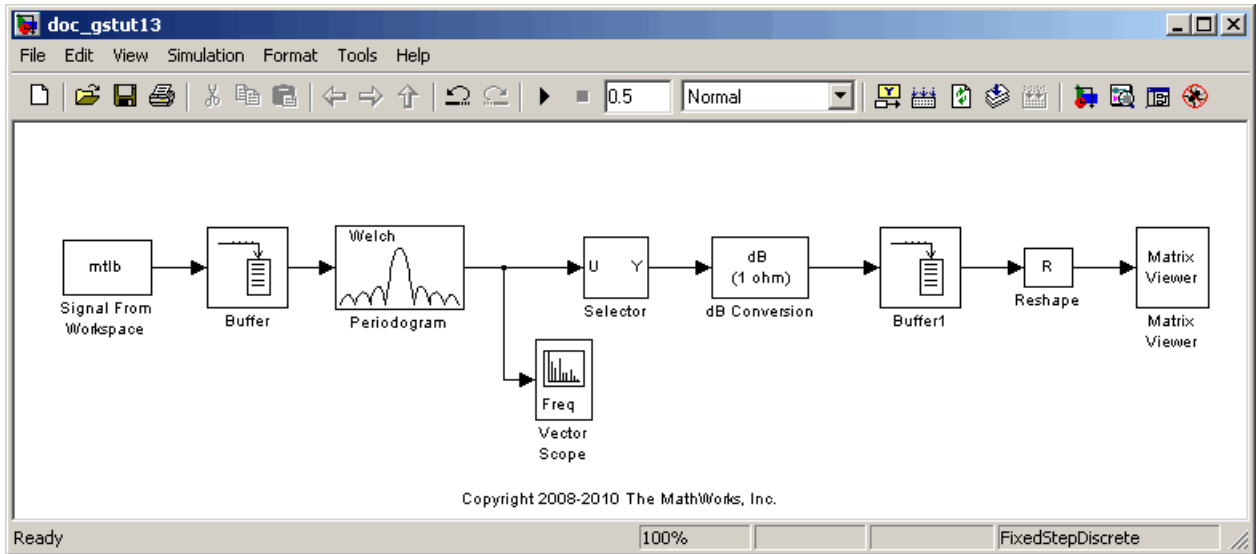 doc_gstut13
File Edit View Simulation Format Tools Help
0.5 Normal
mtlb
Signal From
Workspace
Buffer
Welch
Periodogram
U Y
Selector
dB
(1 ohm)
dB Conversion
Buffer1
R
Reshape
Matrix
Viewer
Matrix
Viewer
Freq
Vector
Scope
Copyright 2008-2010 The MathWorks, Inc.
Ready 100% FixedStepDiscrete